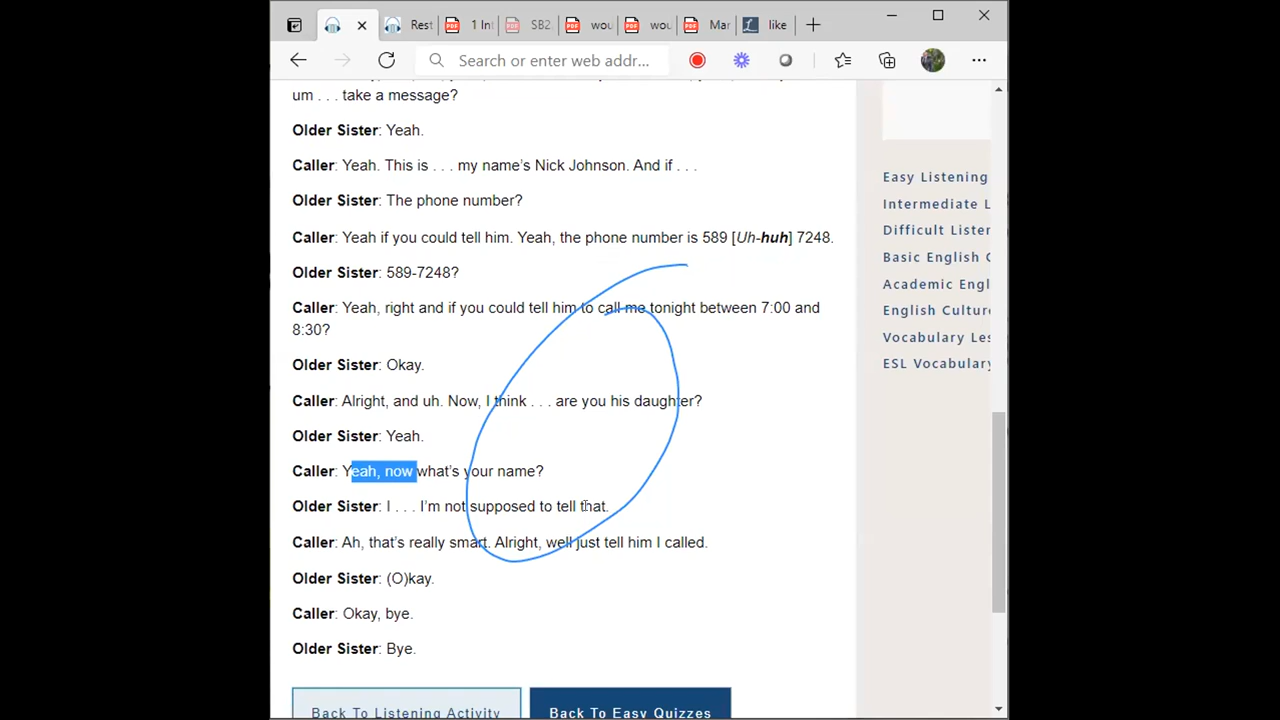 Rest
1 Int
SB2.
wou
wou
Mar
like
Search or enter web addr...
um . . . take a message?
Older Sister: Yeah.
Caller: Yeah. This is . . . my name's Nick Johnson. And if . . .
Older Sister: The phone number?
Caller: Yeah if you could tell him. Yeah, the phone number is 589 [Uh-huh] 7248.
Older Sister: 589-7248?
Caller: Yeah, right and if you could tell him to call me tonight between 7:00 and
8:30?
Older Sister: Okay.
Caller: Alright, and uh. Now, I think . . . are you his daughter?
Older Sister: Yeah.
Caller: Yeah, now what's your name?
Older Sister: I . . . I'm not supposed to tell that.
Caller: Ah, that's really smart. Alright, well just tell him I called.
Older Sister: (O)kay.
Caller: Okay, bye.
Older Sister: Bye.
Back To Listening Activity
Back To Easy Quizzes
Easy Listening
Intermediate L
Difficult Listen
Basic English C
Academic Engl
English Culture
Vocabulary Les
ESL Vocabulary